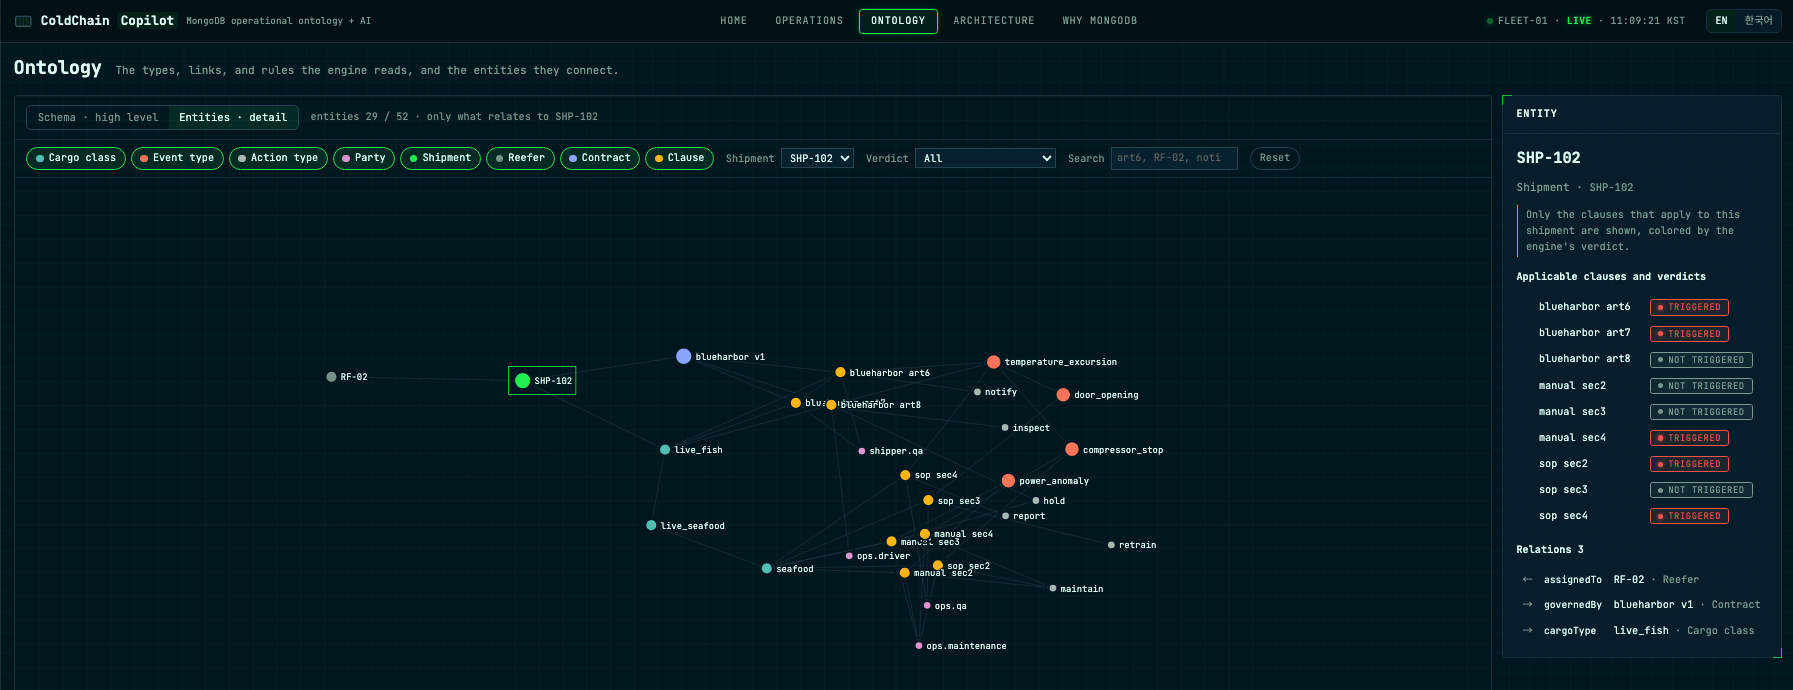 ColdChain Copilot MongoDB operational ontology + AI
HOME OPERATIONS ONTOLOGY ARCHITECTURE WHY MONGODB
FLEET-01 · LIVE · 11:09:21 KST EN 한국어
Ontology The types, links, and rules the engine reads, and the entities they connect.
Schema · high level Entities · detail entities 29 / 52 · only what relates to SHP-102
Cargo class Event type Action type Party Shipment Reefer Contract Clause Shipment SHP-102 Verdict All Search art6, RF-02, noti Reset
blueharbor v1
temperature_excursion
RF-02
SHP-102
blueharbor art6
notify
door_opening
blueharbor art8
inspect
live_fish
shipper.qa
compressor_stop
sop sec4
power_anomaly
sop sec3
hold
report
live_seafood
manual sec4
manual sec3
retrain
ops.driver
seafood
sop sec2
manual sec2
maintain
ops.qa
ops.maintenance
ENTITY
SHP-102
Shipment · SHP-102
Only the clauses that apply to this
shipment are shown, colored by the
engine's verdict.
Applicable clauses and verdicts
blueharbor art6 TRIGGERED
blueharbor art7 TRIGGERED
blueharbor art8 NOT TRIGGERED
manual sec2 NOT TRIGGERED
manual sec3 NOT TRIGGERED
manual sec4 TRIGGERED
sop sec2 TRIGGERED
sop sec3 NOT TRIGGERED
sop sec4 TRIGGERED
Relations 3
← assignedTo RF-02 · Reefer
→ governedBy blueharbor v1 · Contract
→ cargoType live_fish · Cargo class